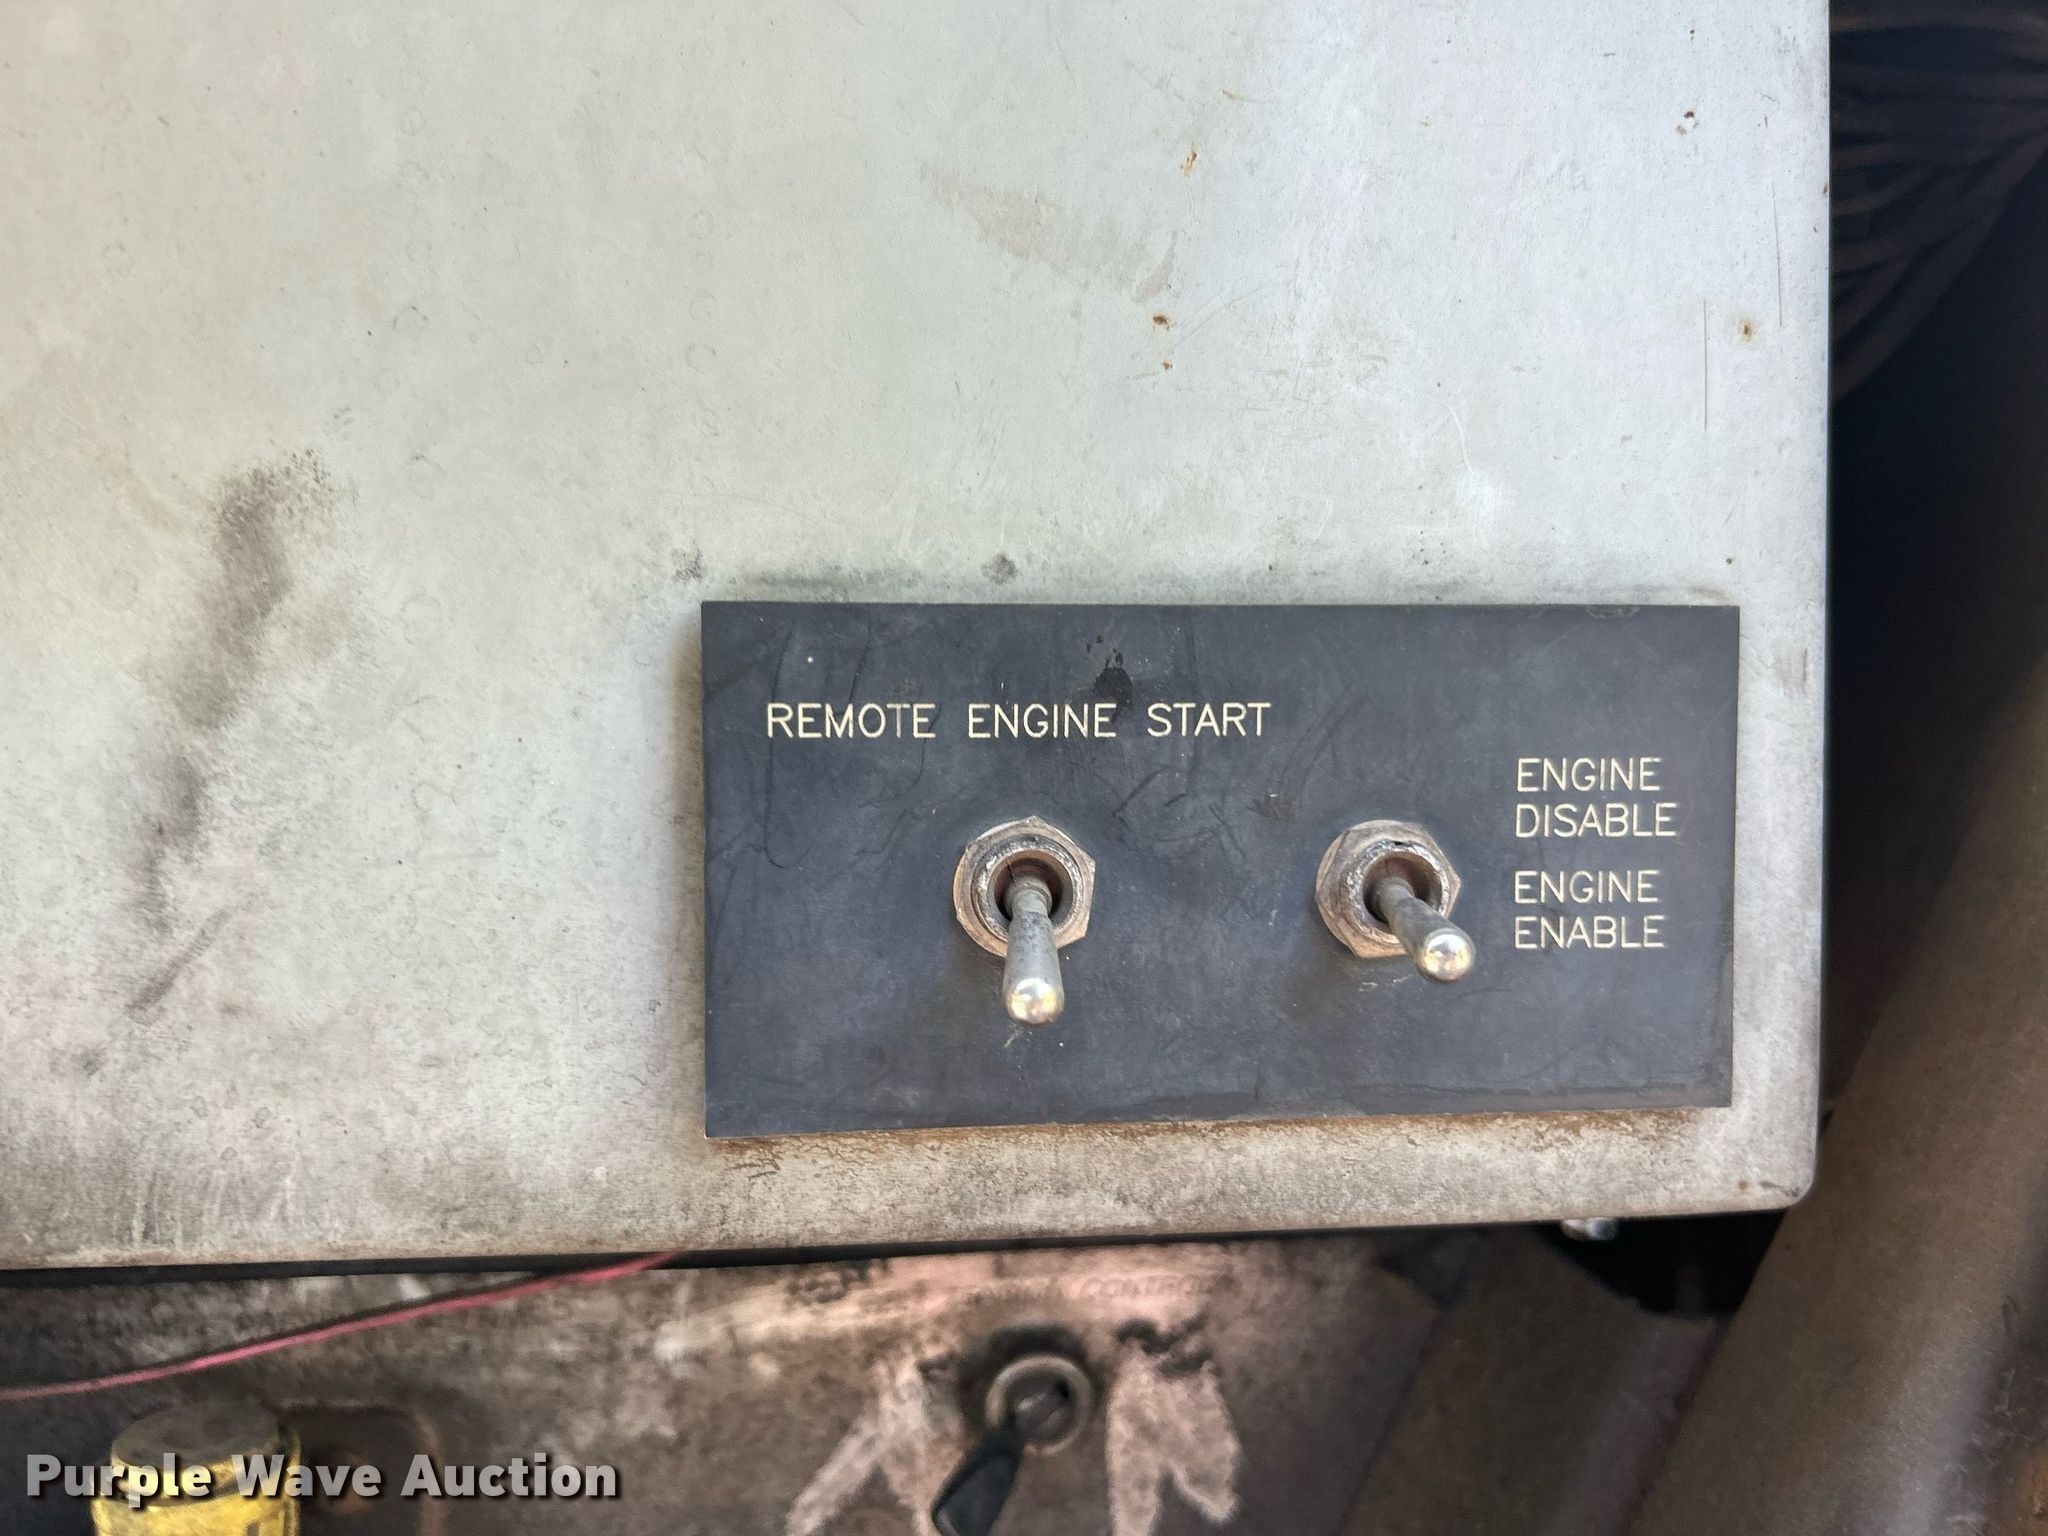 REMOTE ENGINE START
ENGINE
DISABLE
ENGINE
ENABLE
Purple Wave Auction